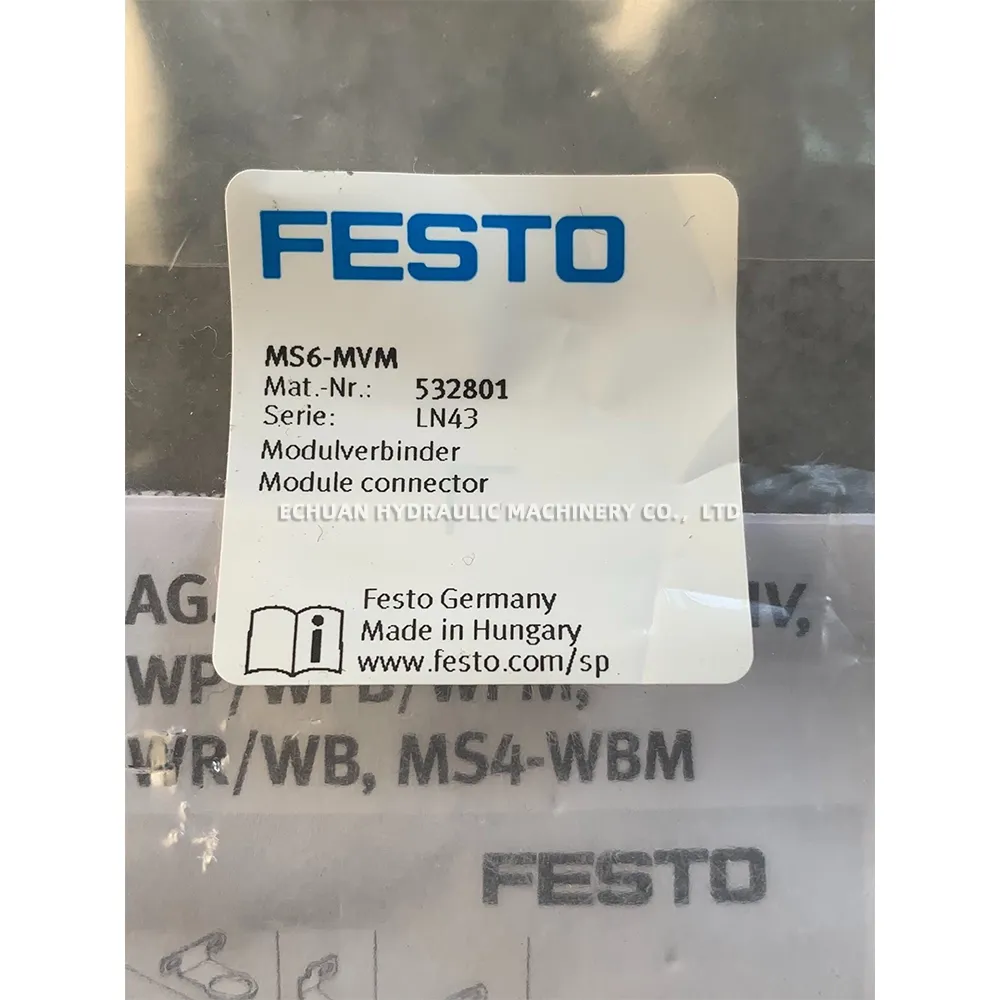 FESTO
MS6-MVM
Mat.-Nr.: 532801
Serie: LN43
Modulverbinder
Module connector
ECHUAN HYDRAULIC MACHINERY CO., LTD
Festo Germany
Made in Hungary
www.festo.com/sp
AG.
WR/WB, MS4-WBM
FESTO